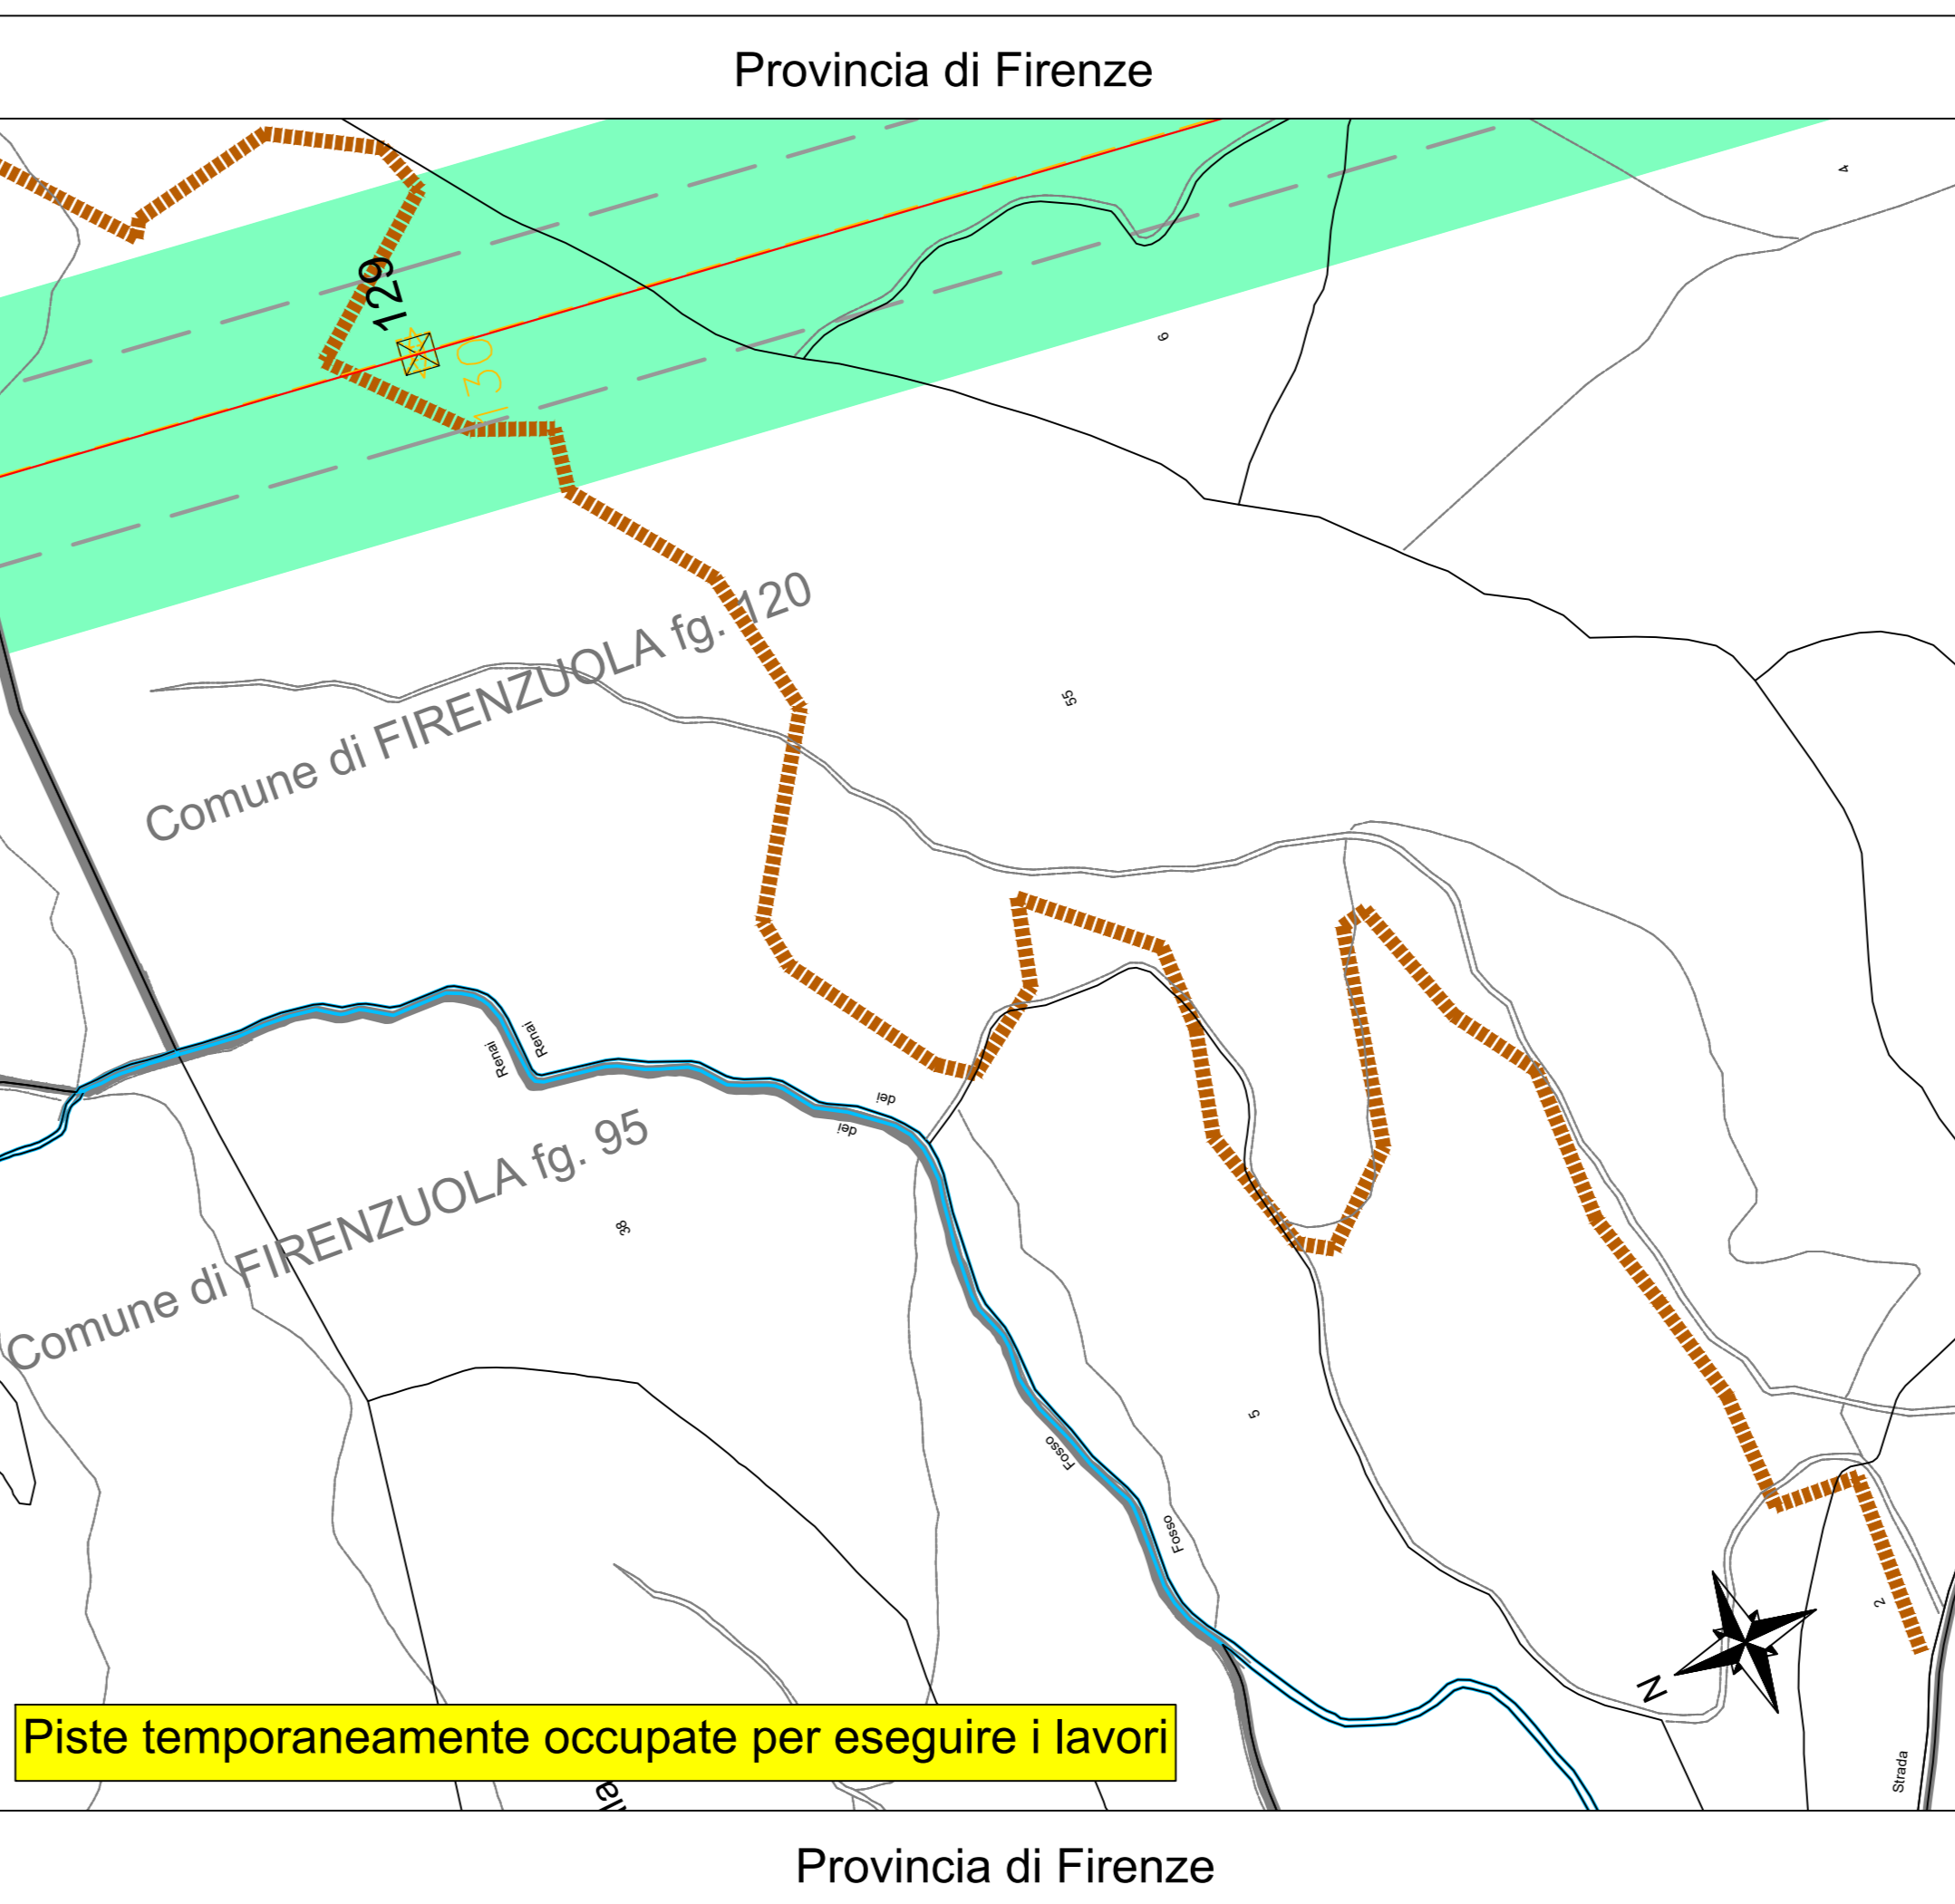 Provincia di Firenze
4
129
130
6
Comune di FIRENZUOLA fg. 120
55
Renai
Renai
dei
dei
Comune di FIRENZUOLA fg. 95
38
5
Fosso
Fosso
2
N
Strada
Piste temporaneamente occupate per eseguire i lavori
Provincia di Firenze